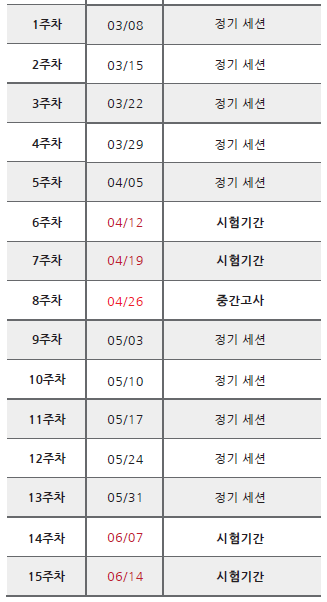 1주차 03/08 정기 세션
2주차 03/15 정기 세션
3주차 03/22 정기 세션
4주차 03/29 정기 세션
5주차 04/05 정기 세션
6주차 04/12 시험기간
7주차 04/19 시험기간
8주차 04/26 중간고사
9주차 05/03 정기 세션
10주차 05/10 정기 세션
11주차 05/17 정기 세션
12주차 05/24 정기 세션
13주차 05/31 정기 세션
14주차 06/07 시험기간
15주차 06/14 시험기간